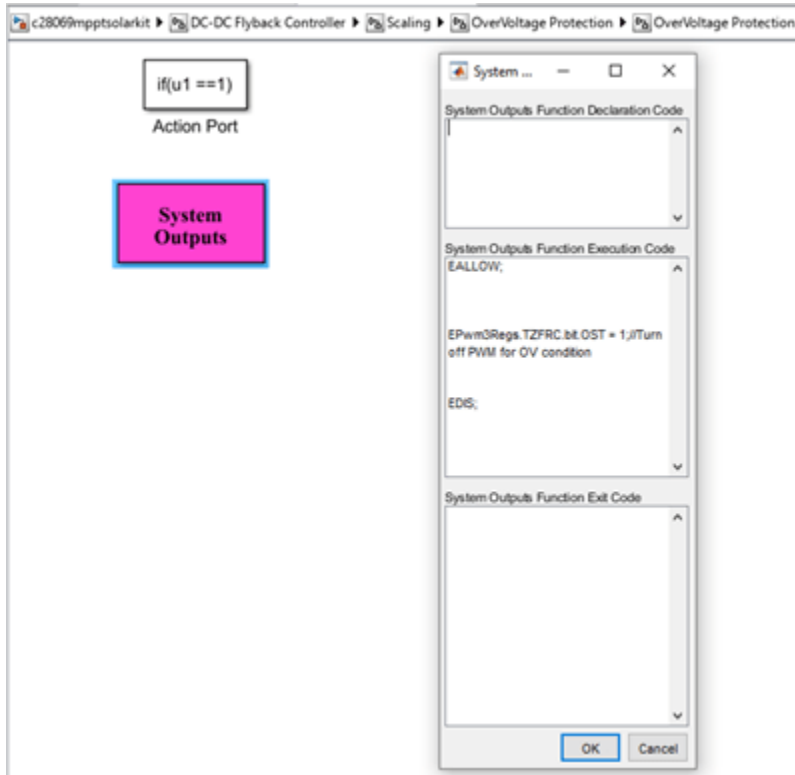 c28069mpptsolarkit DC-DC Flyback Controller Scaling OverVoltage Protection OverVoltage Protection
if(u1 ==1)
Action Port
System
Outputs
System ...
System Outputs Function Declaration Code
System Outputs Function Execution Code
EALLOW;
EPwm3Regs.TZFRC.bit.OST = 1;//Turn
off PWM for OV condition
EDIS;
System Outputs Function Exit Code
OK Cancel